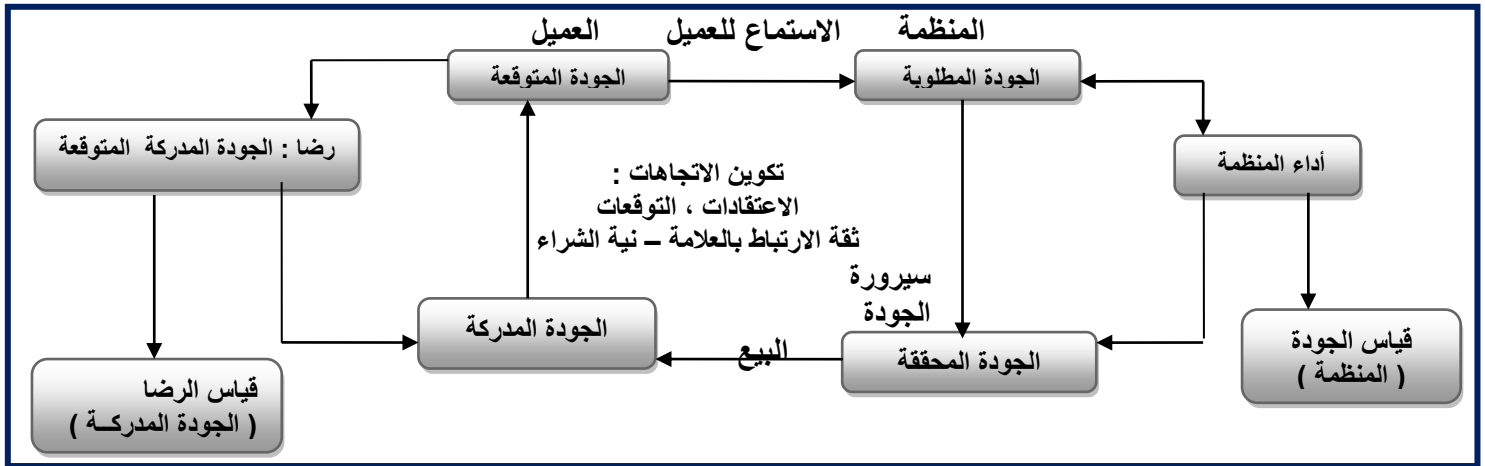 المنظمة
الاستماع للعميل
العميل
الجودة المطلوبة
الجودة المتوقعة
أداء المنظمة
رضا : الجودة المدركة المتوقعة
تكوين الاتجاهات :
الاعتقادات ، التوقعات
ثقة الارتباط بالعلامة – نية الشراء
سيرورة
الجودة
الجودة المدركة
البيع
الجودة المحققة
قياس الجودة
( المنظمة )
قياس الرضا
( الجودة المدركــة )